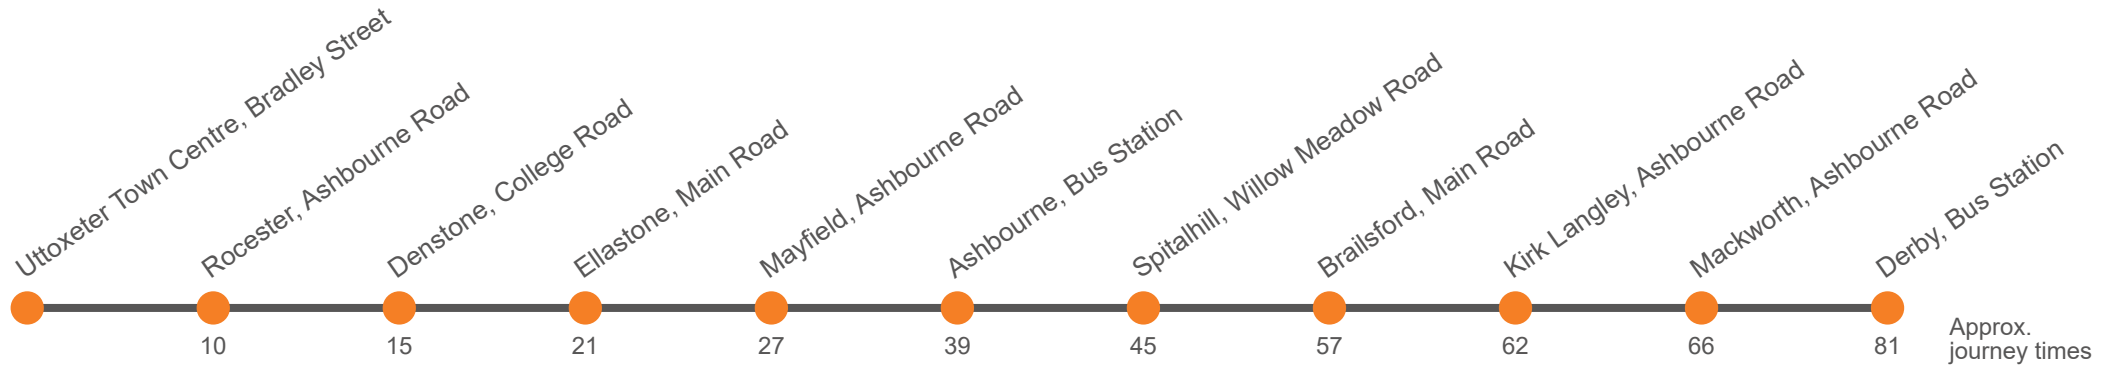 Uttoxeter Town Centre, Bradley Street
Rocester, Ashbourne Road
Denstone, College Road
Ellastone, Main Road
Mayfield, Ashbourne Road
Ashbourne, Bus Station
Spitalhill, Willow Meadow Road
Brailsford, Main Road
Kirk Langley, Ashbourne Road
Mackworth, Ashbourne Road
Derby, Bus Station
10
15
21
27
39
45
57
62
66
81
Approx.
journey times